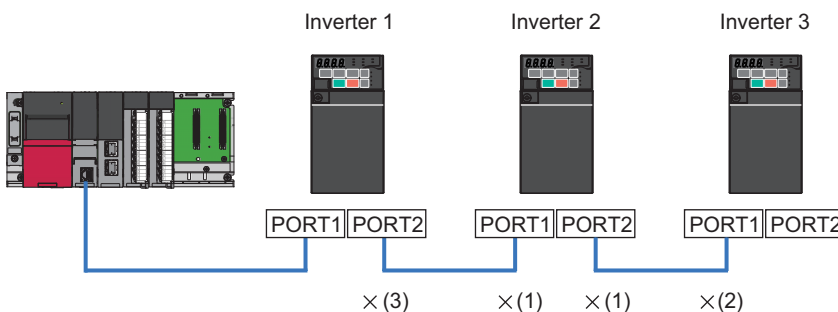 Inverter 1 Inverter 2 Inverter 3
PORT1 PORT2 PORT1 PORT2 PORT1 PORT2
×(3) ×(1) ×(1) ×(2)